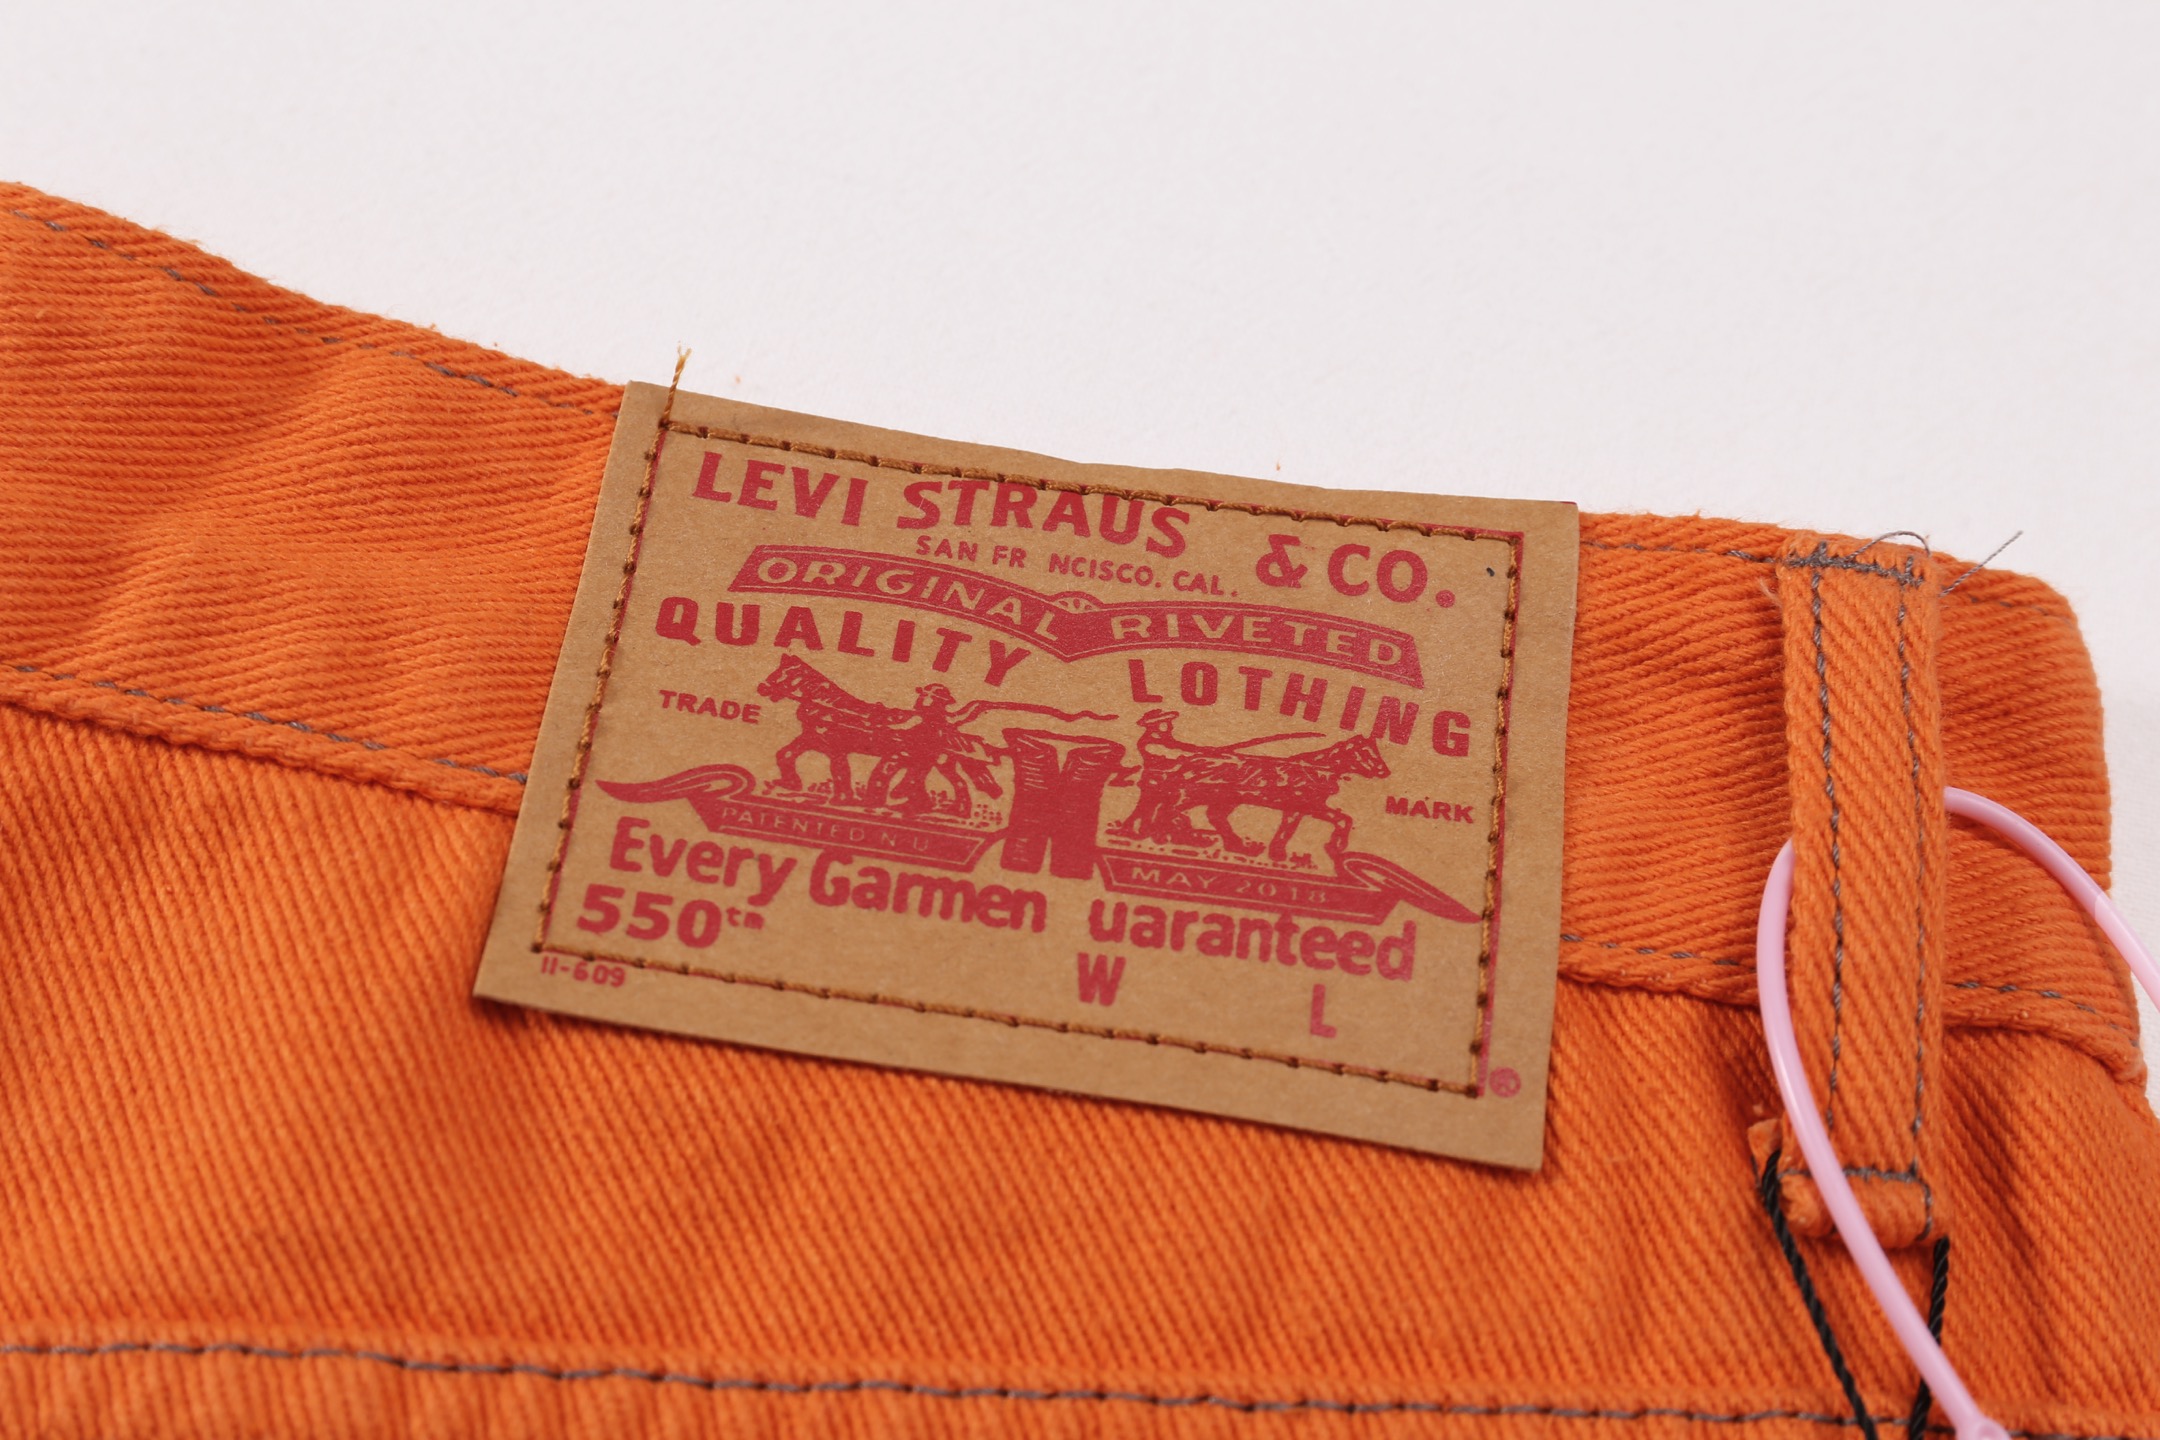 LEVI STRAUS & CO.
SAN FR NCISCO. CAL.
ORIGINAL RIVETED
QUALITY LOTHING
TRADE MARK
PATENTED N U MAY 2018
Every Garmen uaranteed
550tm
W L
11-609
®